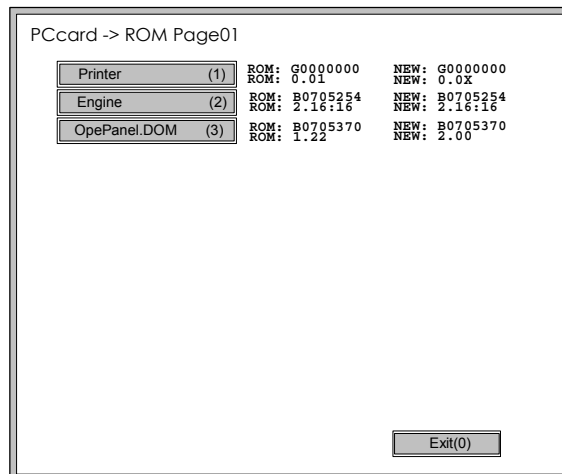 PCcard -> ROM Page01
Printer (1) ROM: G0000000 NEW: G0000000
ROM: 0.01 NEW: 0.0X
Engine (2) ROM: B0705254 NEW: B0705254
ROM: 2.16:16 NEW: 2.16:16
OpePanel.DOM (3) ROM: B0705370 NEW: B0705370
ROM: 1.22 NEW: 2.00
Exit(0)